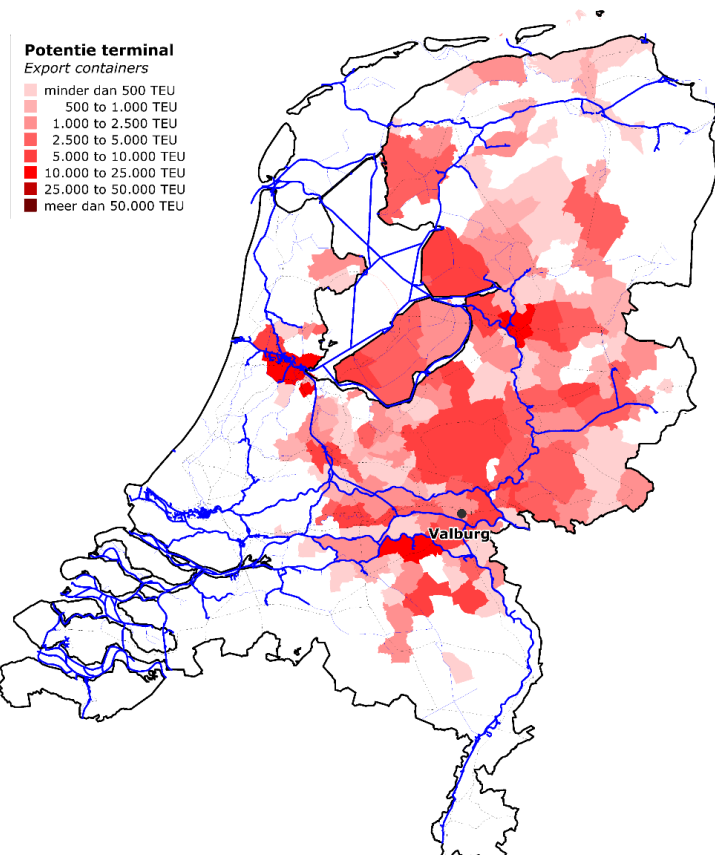 Potentie terminal
Export containers
minder dan 500 TEU
500 to 1.000 TEU
1.000 to 2.500 TEU
2.500 to 5.000 TEU
5.000 to 10.000 TEU
10.000 to 25.000 TEU
25.000 to 50.000 TEU
meer dan 50.000 TEU
Valburg